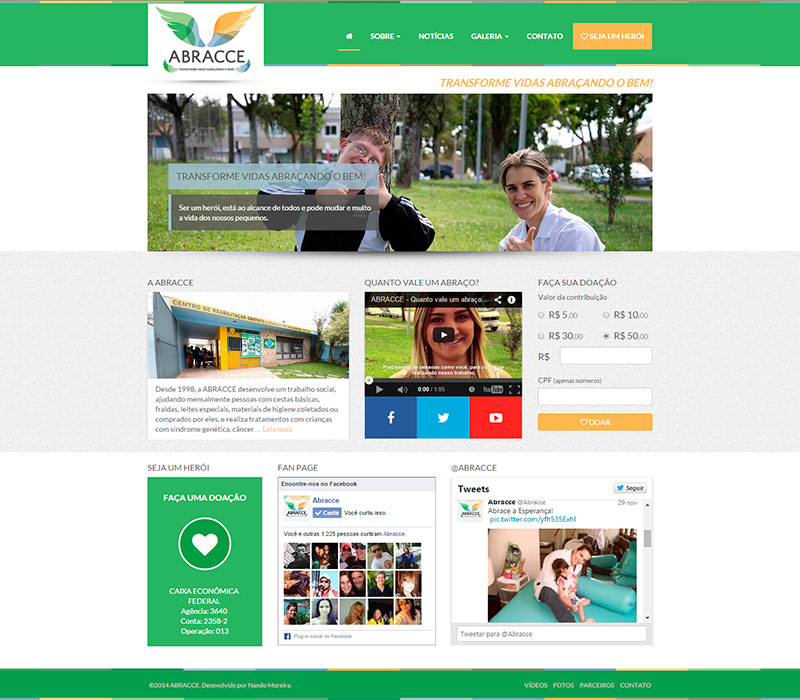 ABRACCE
TRANSFORME VIDAS ABRAÇANDO O BEM!
SOBRE
NOTÍCIAS
GALERIA
CONTATO
SEJA UM HERÓI
TRANSFORME VIDAS ABRAÇANDO O BEM!
TRANSFORME VIDAS ABRAÇANDO O BEM!
Ser um herói, está ao alcance de todos e pode mudar e muito
a vida dos nossos pequenos.
A ABRACCE
CENTRO DE REABILITAÇÃO GRATUITO
Desde 1998, a ABRACCE desenvolve um trabalho social,
ajudando mensalmente pessoas com cestas básicas,
fraldas, leites especiais, materiais de higiene coletados ou
comprados por eles, e realiza tratamentos com crianças
com síndrome genética, câncer... Leia mais
QUANTO VALE UM ABRAÇO?
ABRACCE - Quanto vale um abraço...
Precisamos de pessoas como você, para continuar
realizando nosso trabalho.
0:00 / 1:05
YouTube
FAÇA SUA DOAÇÃO
Valor da contribuição
R$ 5,00
R$ 10,00
R$ 30,00
R$ 50,00
R$
CPF (apenas números)
DOAR
SEJA UM HERÓI
FAÇA UMA DOAÇÃO
CAIXA ECONÔMICA
FEDERAL
Agência: 3640
Conta: 2358-2
Operação: 013
FAN PAGE
Encontre-nos no Facebook
Abracce
Curtir
Você curtiu isso.
Você e outras 1.225 pessoas curtiram Abracce.
Plug-in social do Facebook
@ABRACCE
Tweets
Seguir
Abracce @Abracce
29 nov
Abrace a Esperança!
pic.twitter.com/yfh535ExhI
Tweetar para @Abracce
©2014 ABRACCE. Desevolvido por Nando Moreira.
VÍDEOS
FOTOS
PARCEIROS
CONTATO